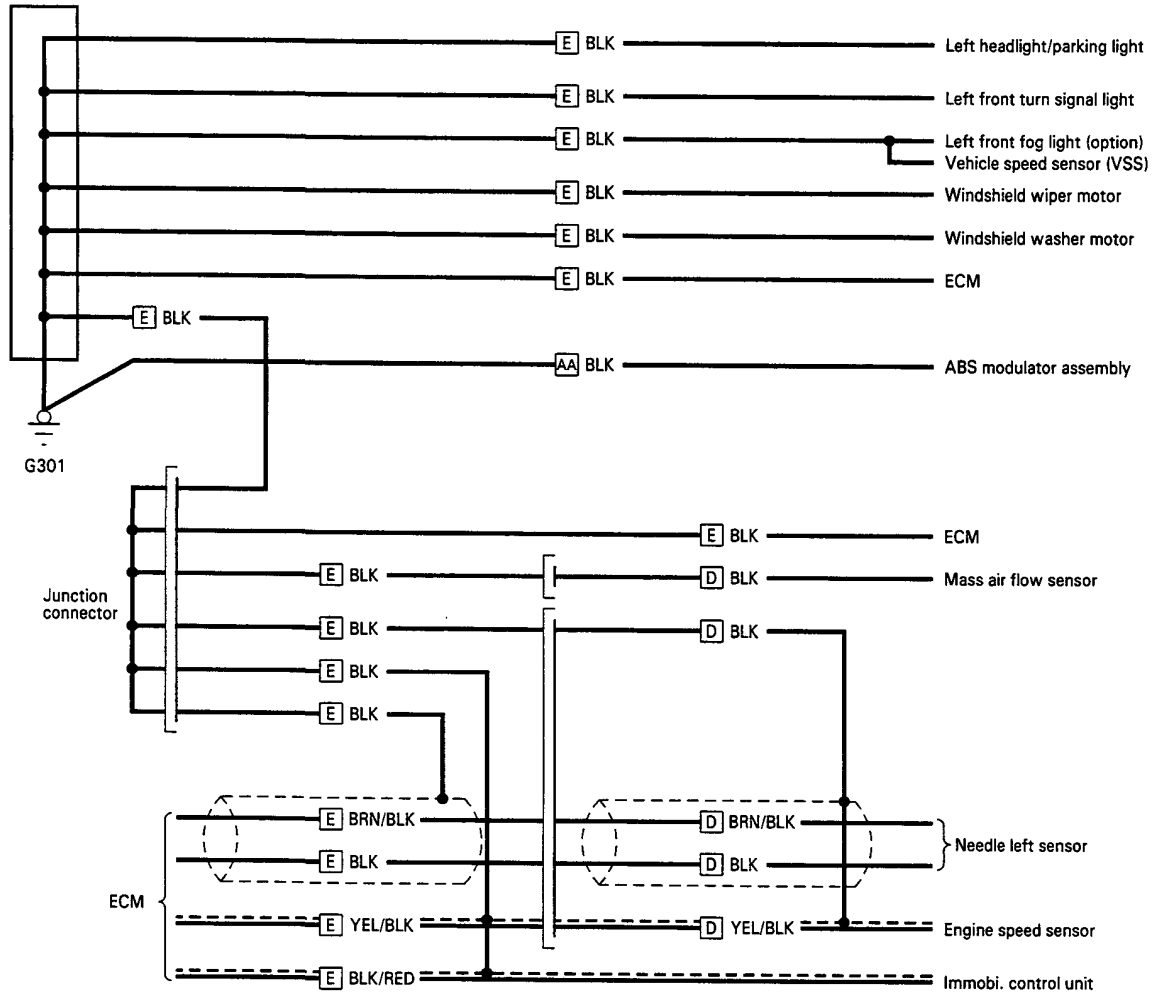 E BLK Left headlight/parking light
E BLK Left front turn signal light
E BLK Left front fog light (option)
Vehicle speed sensor (VSS)
E BLK Windshield wiper motor
E BLK Windshield washer motor
E BLK ECM
E BLK
AA BLK ABS modulator assembly
G301
E BLK ECM
E BLK D BLK Mass air flow sensor
Junction
connector
E BLK D BLK
E BLK
E BLK
E BRN/BLK D BRN/BLK
Needle left sensor
E BLK D BLK
ECM
E YEL/BLK D YEL/BLK Engine speed sensor
E BLK/RED Immobi. control unit